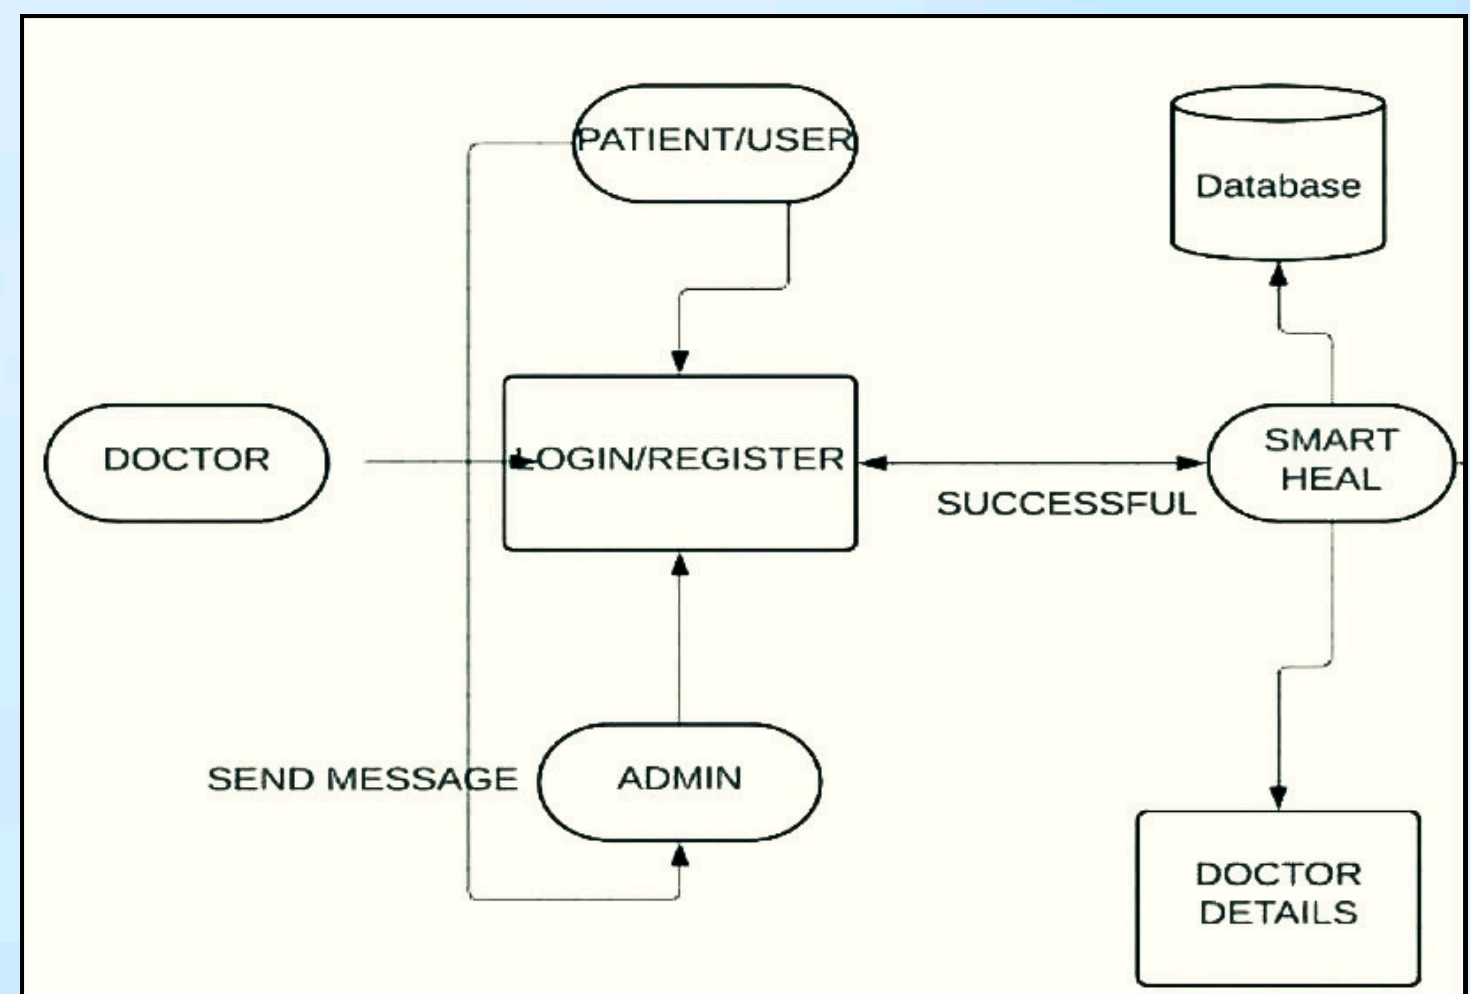 PATIENT/USER
Database
DOCTOR
LOGIN/REGISTER
SMART
HEAL
SUCCESSFUL
SEND MESSAGE
ADMIN
DOCTOR
DETAILS